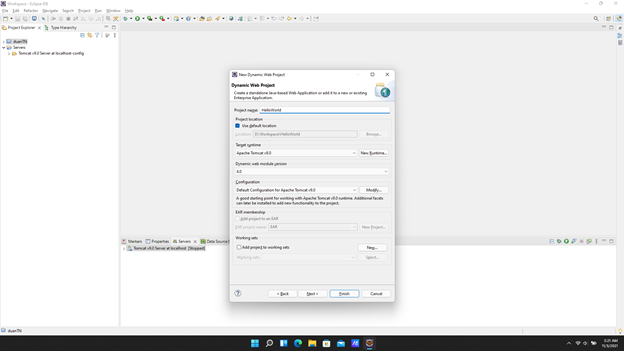 Workspace - Eclipse IDE
File Edit Refactor Navigate Search Project Run Window Help
Project Explorer Type Hierarchy
duanTN
Servers
Tomcat v9.0 Server at localhost-config
New Dynamic Web Project
Dynamic Web Project
Create a standalone Java-based Web Application or add it to a new or existing
Enterprise Application.
Project name: HelloWorld
Project location
Use default location
Location: D:\Workspace\HelloWorld Browse...
Target runtime
Apache Tomcat v9.0 New Runtime...
Dynamic web module version
4.0
Configuration
Default Configuration for Apache Tomcat v9.0 Modify...
A good starting point for working with Apache Tomcat v9.0 runtime. Additional facets
can later be installed to add new functionality to the project.
EAR membership
Add project to an EAR
EAR project name: EAR New Project...
Working sets
Add project to working sets New...
Working sets: Select...
< Back Next > Finish Cancel
Markers Properties Servers Data Source
Tomcat v9.0 Server at localhost [Stopped]
duanTN
11/5/2021